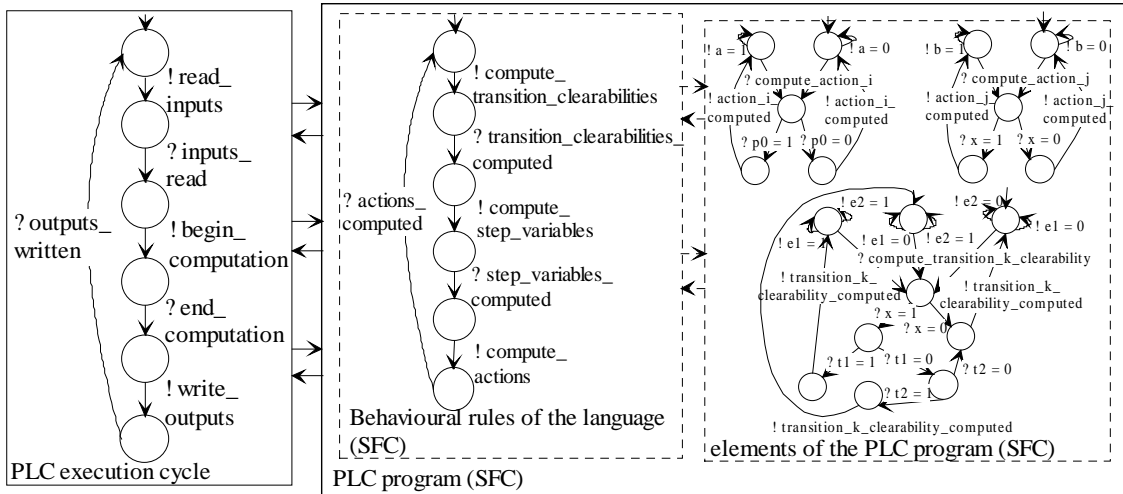 ! read_
inputs
? inputs_
read
? outputs_
written
! begin_
computation
? end_
computation
! write_
outputs
PLC execution cycle
! compute_
transition_clearabilities
? transition_clearabilities_
computed
? actions_
computed
! compute_
step_variables
? step_variables_
computed
! compute_
actions
Behavioural rules of the language
(SFC)
PLC program (SFC)
! a = 1
! a = 0
? compute_action_i
! action_i_
computed
! action_i_
computed
? p0 = 1
? p0 = 0
! b = 1
! b = 0
? compute_action_j
! action_j_
computed
! action_j_
computed
? x = 1
? x = 0
! e2 = 1
! e2 = 0
! e1 = 1
! e1 = 0
! e2 = 1
! e1 = 0
? compute_transition_k_clearability
! transition_k_
clearability_computed
! transition_k_
clearability_computed
? x = 1
? x = 0
? t1 = 1
? t1 = 0
? t2 = 0
? t2 = 1
! transition_k_clearability_computed
elements of the PLC program (SFC)